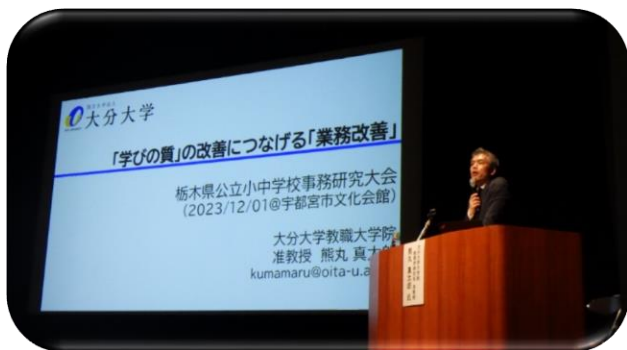 大分大学
「学びの質」の改善につなげる「業務改善」
栃木県公立小中学校事務研究大会
(2023/12/01@宇都宮市文化会館)
大分大学教職大学院
准教授 熊丸 真太
kumamaru@oita-u.a